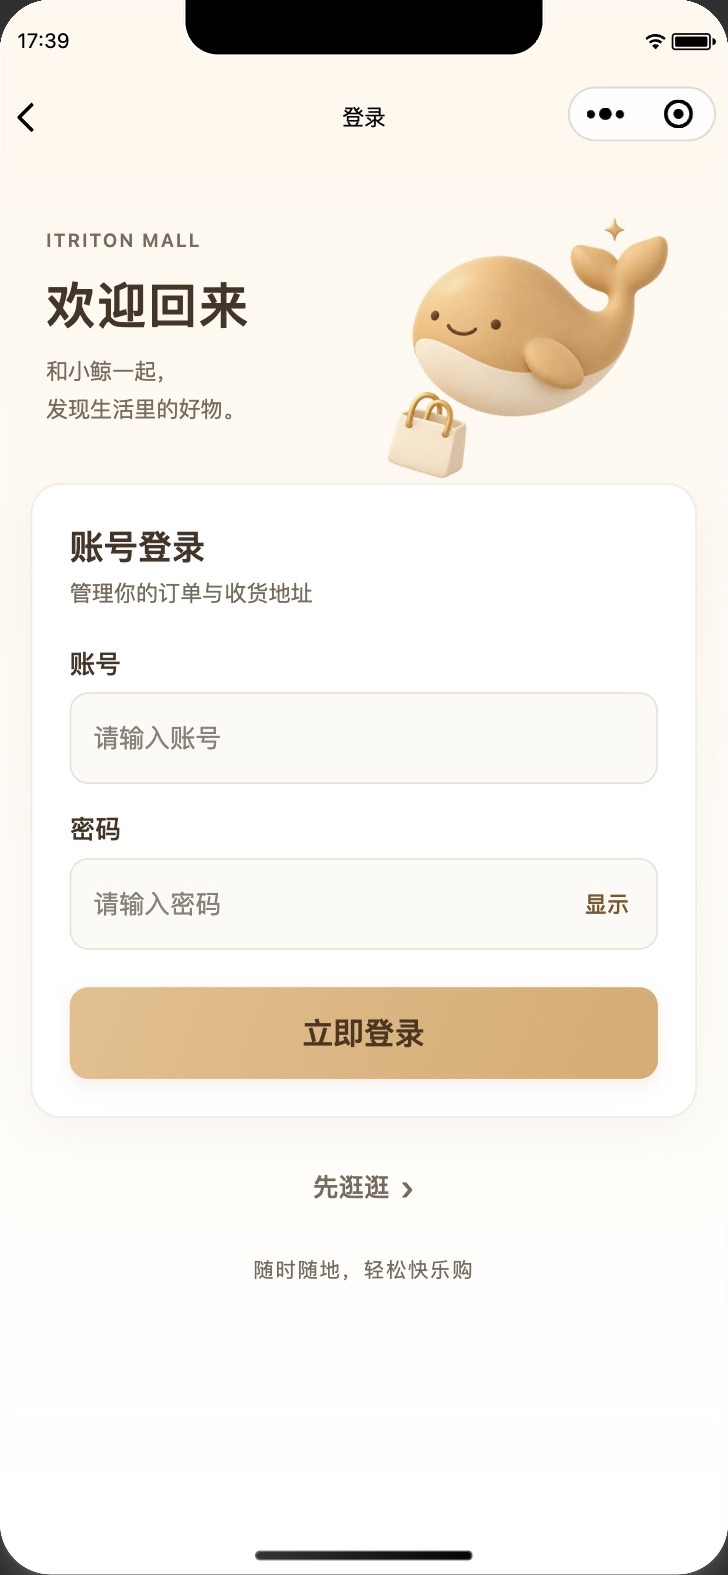 17:39
登录
ITRITON MALL
欢迎回来
和小鲸一起，
发现生活里的好物。
账号登录
管理你的订单与收货地址
账号
请输入账号
密码
请输入密码
显示
立即登录
先逛逛 ›
随时随地，轻松快乐购